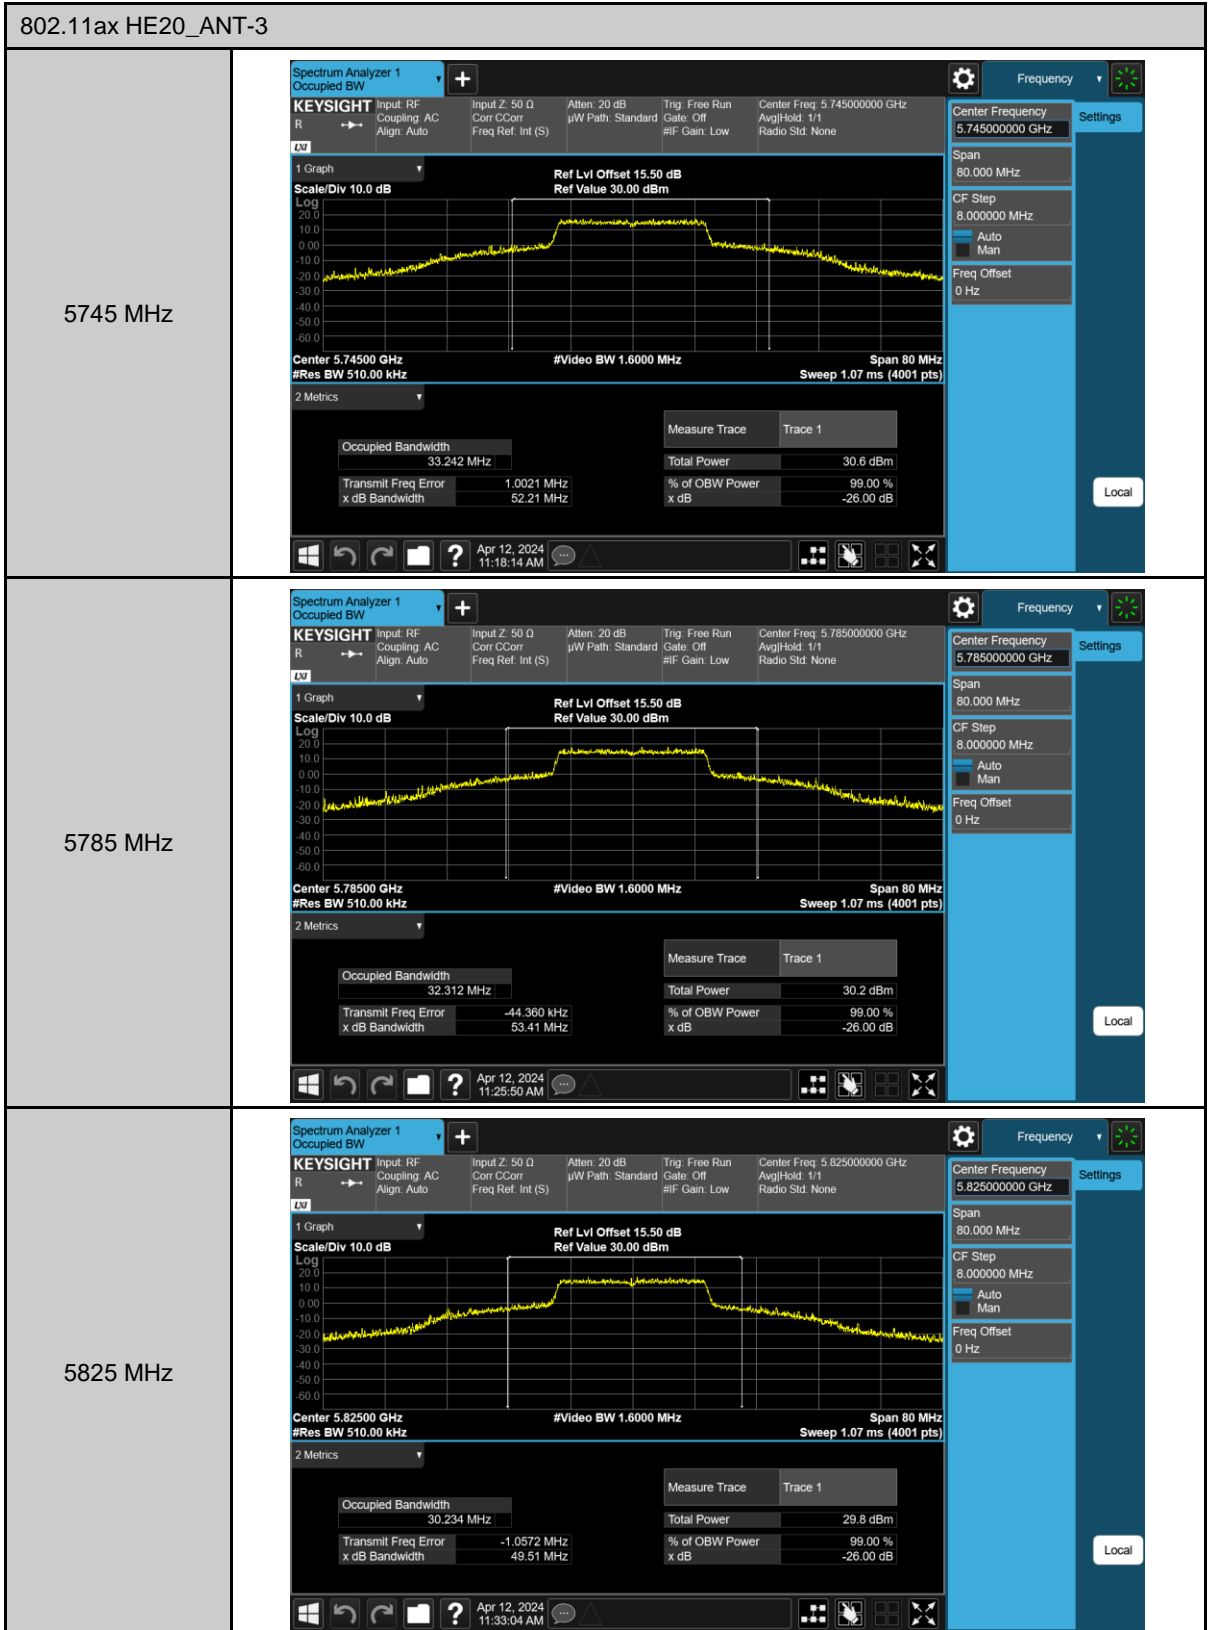 802.11ax HE20_ANT-3
5745 MHz
Spectrum Analyzer 1
Occupied BW
Frequency
KEYSIGHT
R
LXI
Input: RF
Coupling: AC
Align: Auto
Input Z: 50 Ω
Corr CCorr
Freq Ref: Int (S)
Atten: 20 dB
µW Path: Standard
Trig: Free Run
Gate: Off
#IF Gain: Low
Center Freq: 5.745000000 GHz
Avg|Hold: 1/1
Radio Std: None
Center Frequency
5.745000000 GHz
Settings
Span
80.000 MHz
CF Step
8.000000 MHz
Auto
Man
Freq Offset
0 Hz
Local
1 Graph
Scale/Div 10.0 dB
Ref Lvl Offset 15.50 dB
Ref Value 30.00 dBm
Log
20.0
10.0
0.00
-10.0
-20.0
-30.0
-40.0
-50.0
-60.0
Center 5.74500 GHz
#Video BW 1.6000 MHz
Span 80 MHz
#Res BW 510.00 kHz
Sweep 1.07 ms (4001 pts)
2 Metrics
Measure Trace Trace 1
Occupied Bandwidth
33.242 MHz
Total Power 30.6 dBm
Transmit Freq Error 1.0021 MHz
% of OBW Power 99.00 %
x dB Bandwidth 52.21 MHz
x dB -26.00 dB
?
Apr 12, 2024
11:18:14 AM
5785 MHz
Spectrum Analyzer 1
Occupied BW
Frequency
KEYSIGHT
R
LXI
Input: RF
Coupling: AC
Align: Auto
Input Z: 50 Ω
Corr CCorr
Freq Ref: Int (S)
Atten: 20 dB
µW Path: Standard
Trig: Free Run
Gate: Off
#IF Gain: Low
Center Freq: 5.785000000 GHz
Avg|Hold: 1/1
Radio Std: None
Center Frequency
5.785000000 GHz
Settings
Span
80.000 MHz
CF Step
8.000000 MHz
Auto
Man
Freq Offset
0 Hz
Local
1 Graph
Scale/Div 10.0 dB
Ref Lvl Offset 15.50 dB
Ref Value 30.00 dBm
Log
20.0
10.0
0.00
-10.0
-20.0
-30.0
-40.0
-50.0
-60.0
Center 5.78500 GHz
#Video BW 1.6000 MHz
Span 80 MHz
#Res BW 510.00 kHz
Sweep 1.07 ms (4001 pts)
2 Metrics
Measure Trace Trace 1
Occupied Bandwidth
32.312 MHz
Total Power 30.2 dBm
Transmit Freq Error -44.360 kHz
% of OBW Power 99.00 %
x dB Bandwidth 53.41 MHz
x dB -26.00 dB
?
Apr 12, 2024
11:25:50 AM
5825 MHz
Spectrum Analyzer 1
Occupied BW
Frequency
KEYSIGHT
R
LXI
Input: RF
Coupling: AC
Align: Auto
Input Z: 50 Ω
Corr CCorr
Freq Ref: Int (S)
Atten: 20 dB
µW Path: Standard
Trig: Free Run
Gate: Off
#IF Gain: Low
Center Freq: 5.825000000 GHz
Avg|Hold: 1/1
Radio Std: None
Center Frequency
5.825000000 GHz
Settings
Span
80.000 MHz
CF Step
8.000000 MHz
Auto
Man
Freq Offset
0 Hz
Local
1 Graph
Scale/Div 10.0 dB
Ref Lvl Offset 15.50 dB
Ref Value 30.00 dBm
Log
20.0
10.0
0.00
-10.0
-20.0
-30.0
-40.0
-50.0
-60.0
Center 5.82500 GHz
#Video BW 1.6000 MHz
Span 80 MHz
#Res BW 510.00 kHz
Sweep 1.07 ms (4001 pts)
2 Metrics
Measure Trace Trace 1
Occupied Bandwidth
30.234 MHz
Total Power 29.8 dBm
Transmit Freq Error -1.0572 MHz
% of OBW Power 99.00 %
x dB Bandwidth 49.51 MHz
x dB -26.00 dB
?
Apr 12, 2024
11:33:04 AM